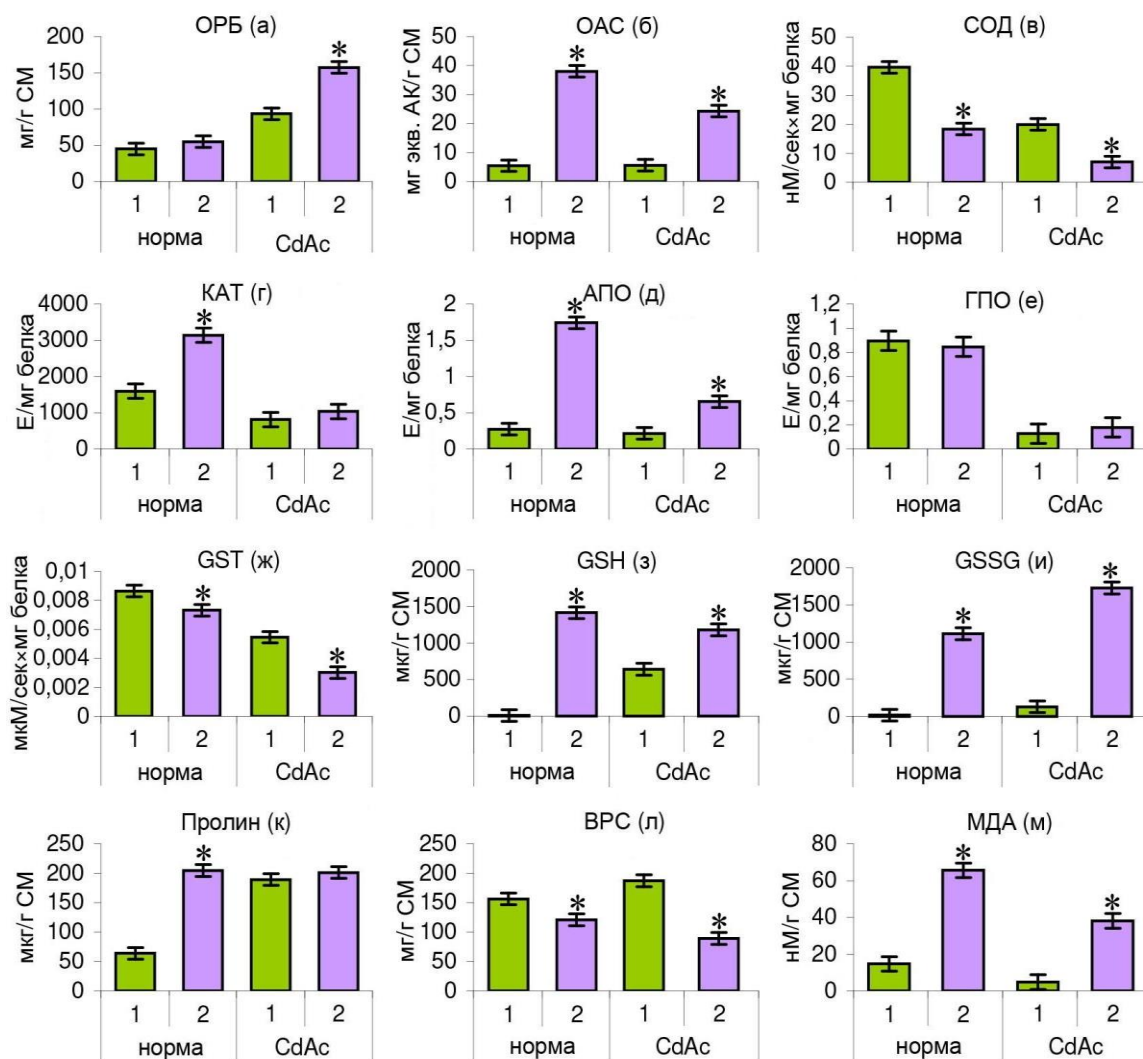 ОРБ (а)
мг/г СМ
200
150
100
50
0
*
1 2 1 2
норма CdAc
ОАС (б)
мг экв. АК/г СМ
50
40
30
20
10
0
* *
1 2 1 2
норма CdAc
СОД (в)
нМ/сек×мг белка
50
40
30
20
10
0
* *
1 2 1 2
норма CdAc
КАТ (г)
Е/мг белка
4000
3000
2000
1000
0
*
1 2 1 2
норма CdAc
АПО (д)
Е/мг белка
2
1,5
1
0,5
0
* *
1 2 1 2
норма CdAc
ГПО (е)
Е/мг белка
1,2
1
0,8
0,6
0,4
0,2
0
1 2 1 2
норма CdAc
GST (ж)
мкМ/сек×мг белка
0,01
0,008
0,006
0,004
0,002
0
* *
1 2 1 2
норма CdAc
GSH (з)
мкг/г СМ
2000
1500
1000
500
0
* *
1 2 1 2
норма CdAc
GSSG (и)
мкг/г СМ
2000
1000
0
* *
1 2 1 2
норма CdAc
Пролин (к)
мкг/г СМ
250
200
150
100
50
0
*
1 2 1 2
норма CdAc
ВРС (л)
мг/г СМ
250
200
150
100
50
0
* *
1 2 1 2
норма CdAc
МДА (м)
нМ/г СМ
80
60
40
20
0
* *
1 2 1 2
норма CdAc